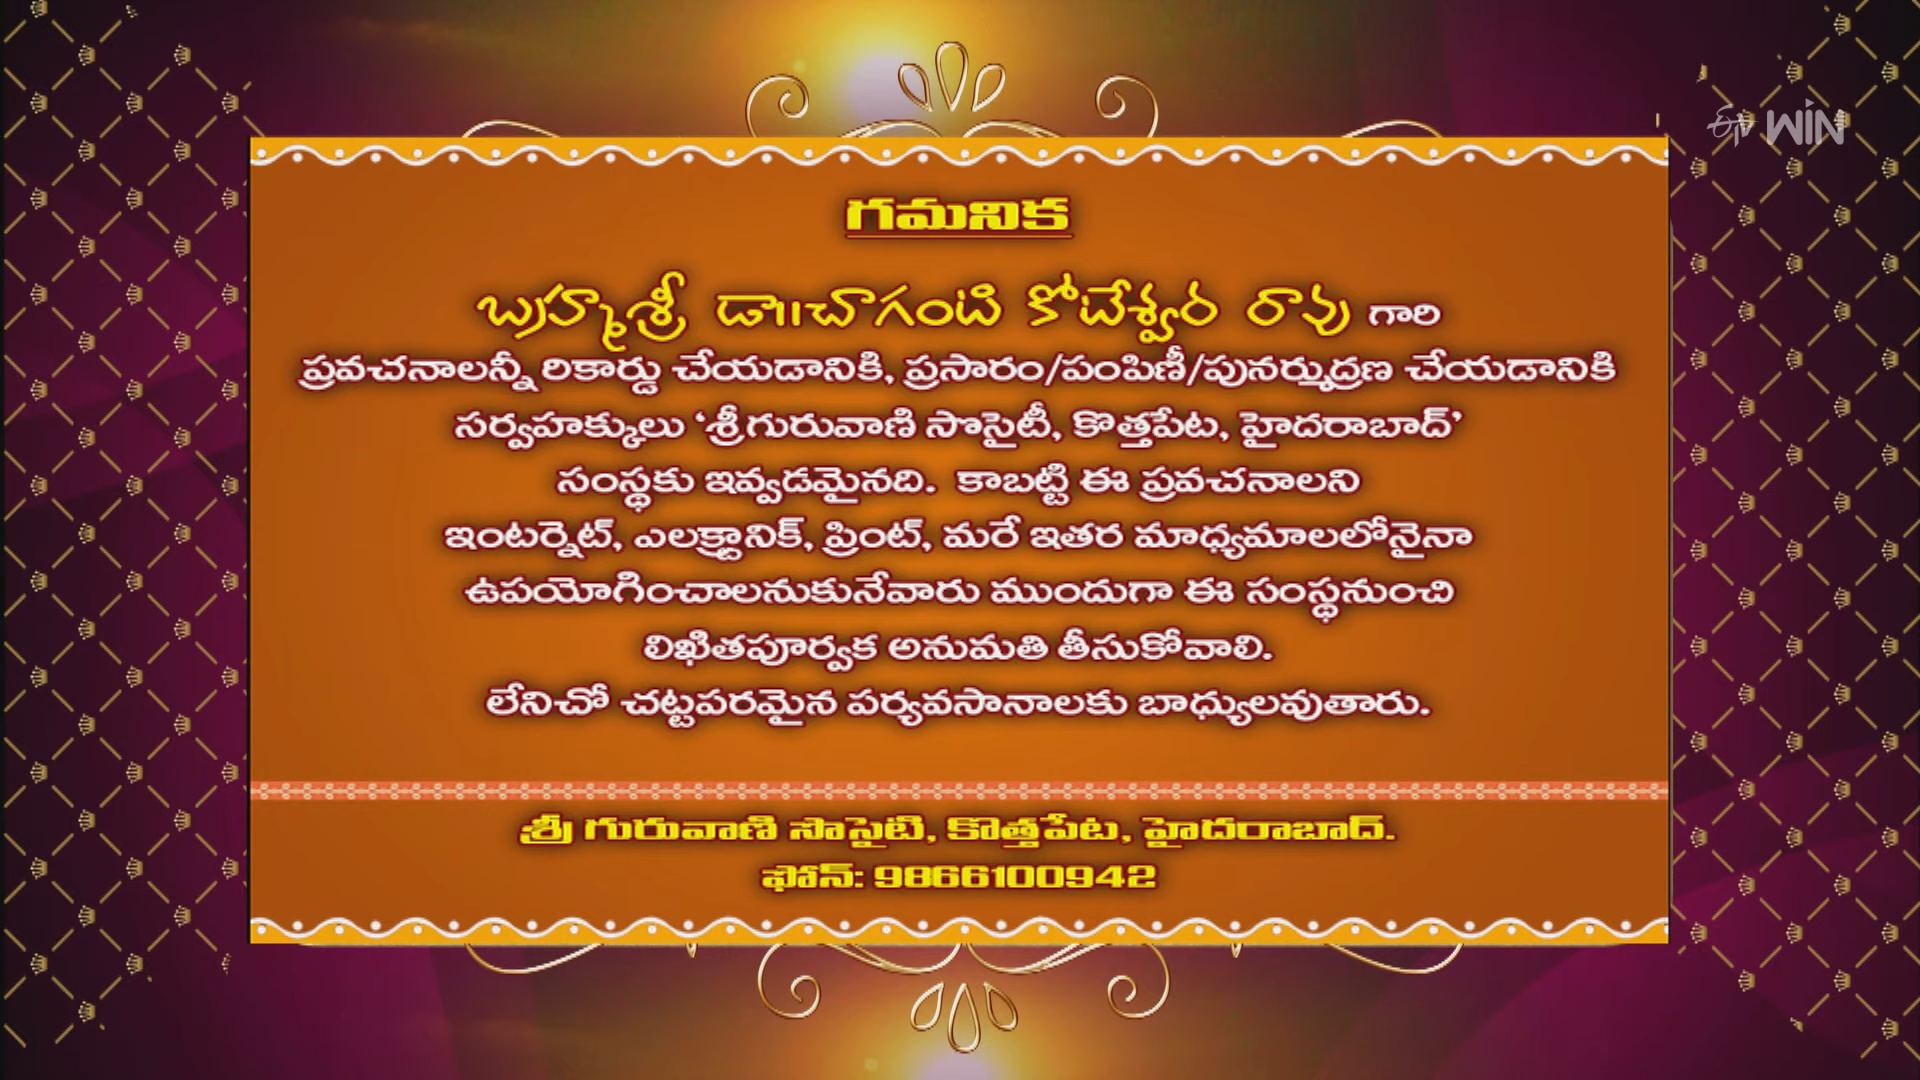 ఈటీవీ WIN
గమనిక
బ్రహ్మశ్రీ డా||చాగంటి కోటేశ్వర రావు గారి
ప్రవచనాలన్నీ రికార్డు చేయడానికి, ప్రసారం/పంపిణీ/పునర్ముద్రణ చేయడానికి
సర్వహక్కులు ‘శ్రీగురువాణి సొసైటీ, కొత్తపేట, హైదరాబాద్’
సంస్థకు ఇవ్వడమైనది. కాబట్టి ఈ ప్రవచనాలని
ఇంటర్నెట్, ఎలక్ట్రానిక్, ప్రింట్, మరే ఇతర మాధ్యమాలలోనైనా
ఉపయోగించాలనుకునేవారు ముందుగా ఈ సంస్థనుంచి
లిఖితపూర్వక అనుమతి తీసుకోవాలి.
లేనిచో చట్టపరమైన పర్యవసానాలకు బాధ్యులవుతారు.
శ్రీ గురువాణి సొసైటి, కొత్తపేట, హైదరాబాద్.
ఫోన్: 9866100942